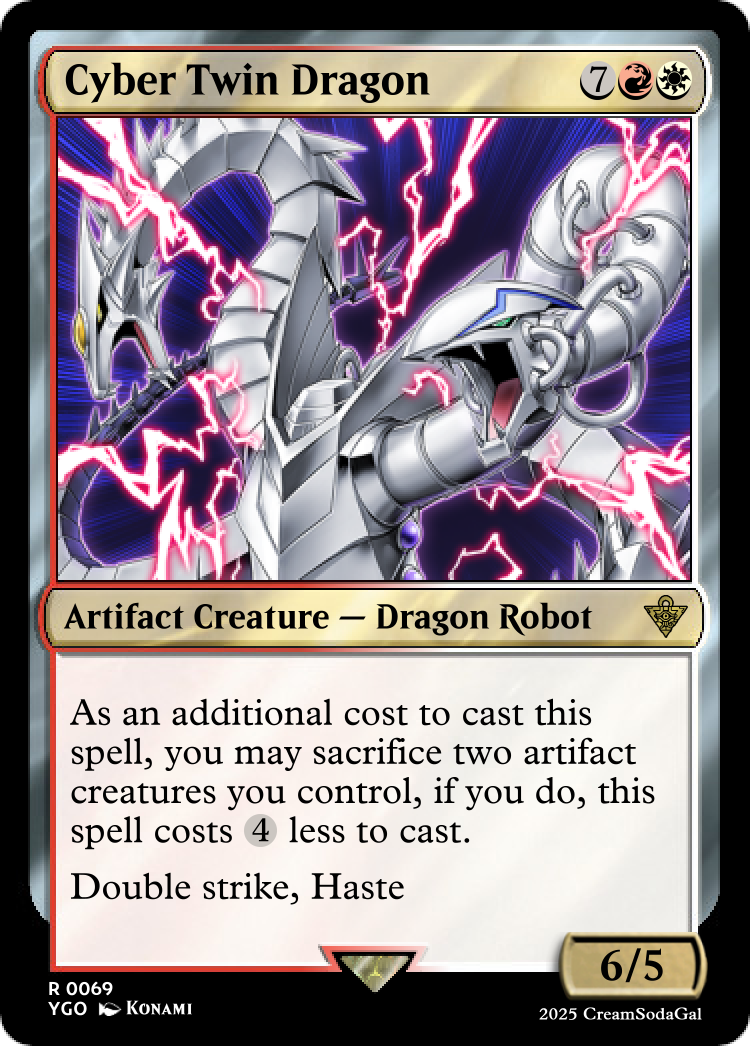 Cyber Twin Dragon 7
Artifact Creature — Dragon Robot
As an additional cost to cast this
spell, you may sacrifice two artifact
creatures you control, if you do, this
spell costs 4 less to cast.
Double strike, Haste
6/5
R 0069
YGO KONAMI
2025 CreamSodaGal